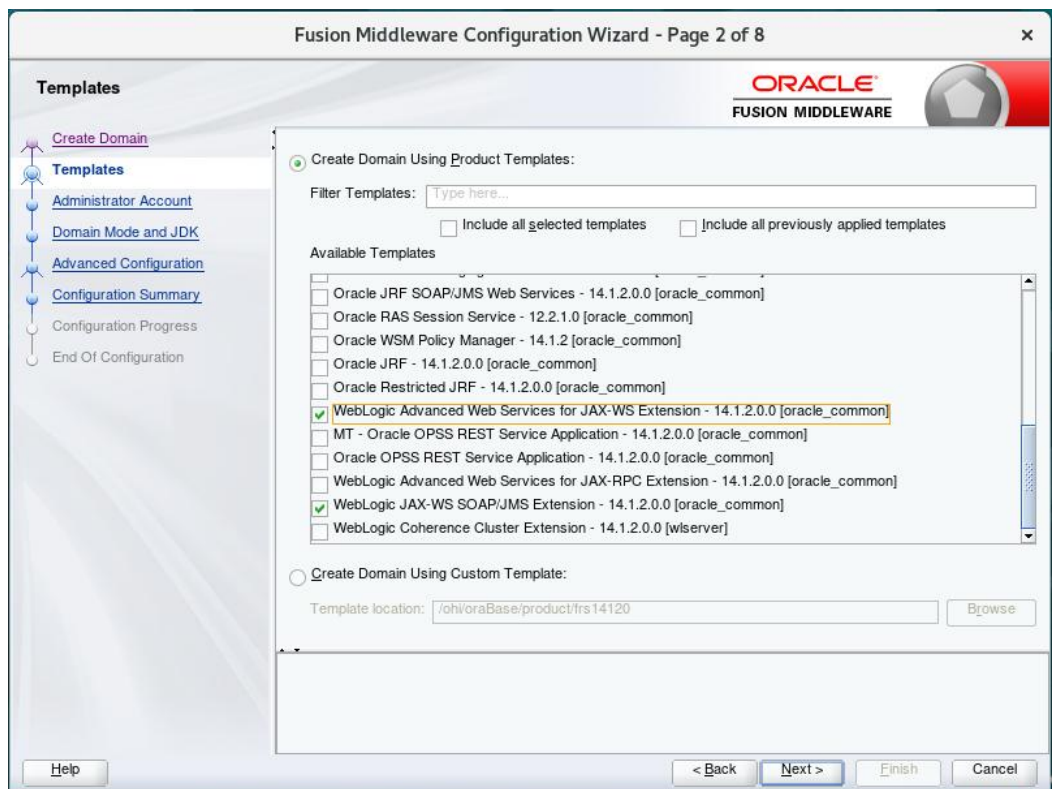 Fusion Middleware Configuration Wizard - Page 2 of 8
Templates
ORACLE
FUSION MIDDLEWARE
Create Domain
Templates
Administrator Account
Domain Mode and JDK
Advanced Configuration
Configuration Summary
Configuration Progress
End Of Configuration
Create Domain Using Product Templates:
Filter Templates: Type here...
Include all selected templates Include all previously applied templates
Available Templates
Oracle JRF SOAP/JMS Web Services - 14.1.2.0.0 [oracle_common]
Oracle RAS Session Service - 12.2.1.0 [oracle_common]
Oracle WSM Policy Manager - 14.1.2 [oracle_common]
Oracle JRF - 14.1.2.0.0 [oracle_common]
Oracle Restricted JRF - 14.1.2.0.0 [oracle_common]
WebLogic Advanced Web Services for JAX-WS Extension - 14.1.2.0.0 [oracle_common]
MT - Oracle OPSS REST Service Application - 14.1.2.0.0 [oracle_common]
Oracle OPSS REST Service Application - 14.1.2.0.0 [oracle_common]
WebLogic Advanced Web Services for JAX-RPC Extension - 14.1.2.0.0 [oracle_common]
WebLogic JAX-WS SOAP/JMS Extension - 14.1.2.0.0 [oracle_common]
WebLogic Coherence Cluster Extension - 14.1.2.0.0 [wlserver]
Create Domain Using Custom Template:
Template location: /ohi/oraBase/product/frs14120 Browse
Help < Back Next > Finish Cancel